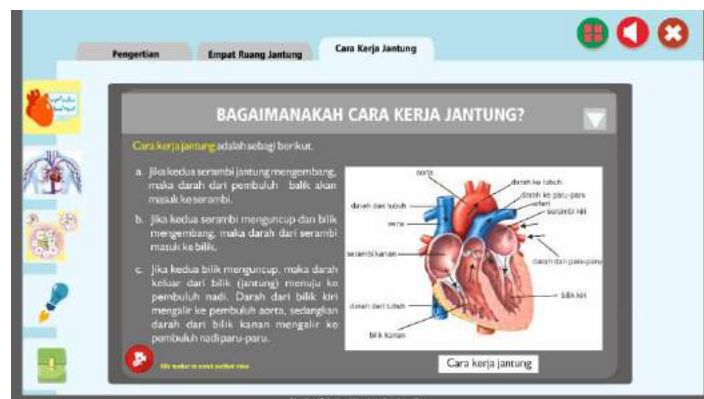 Pengertian
Empat Ruang Jantung
Cara Kerja Jantung
BAGAIMANAKAH CARA KERJA JANTUNG?
Cara kerja jantung adalah sebagi berikut.
a. Jika kedua serambi jantung mengembang,
maka darah dari pembuluh balik akan
masuk ke serambi.
b. Jika kedua serambi menguncup dan bilik
mengembang, maka darah dari serambi
masuk ke bilik.
c. Jika kedua bilik menguncup, maka darah
keluar dari bilik (jantung) menuju ke
pembuluh nadi. Darah dari bilik kiri
mengalir ke pembuluh aorta, sedangkan
darah dari bilik kanan mengalir ke
pembuluh nadi paru-paru.
aorta
darah ke tubuh
darah ke paru-paru
arteri
serambi kiri
darah dari tubuh
vena
serambi kanan
darah dari paru-paru
bilik kiri
darah dari tubuh
bilik kanan
Cara kerja jantung